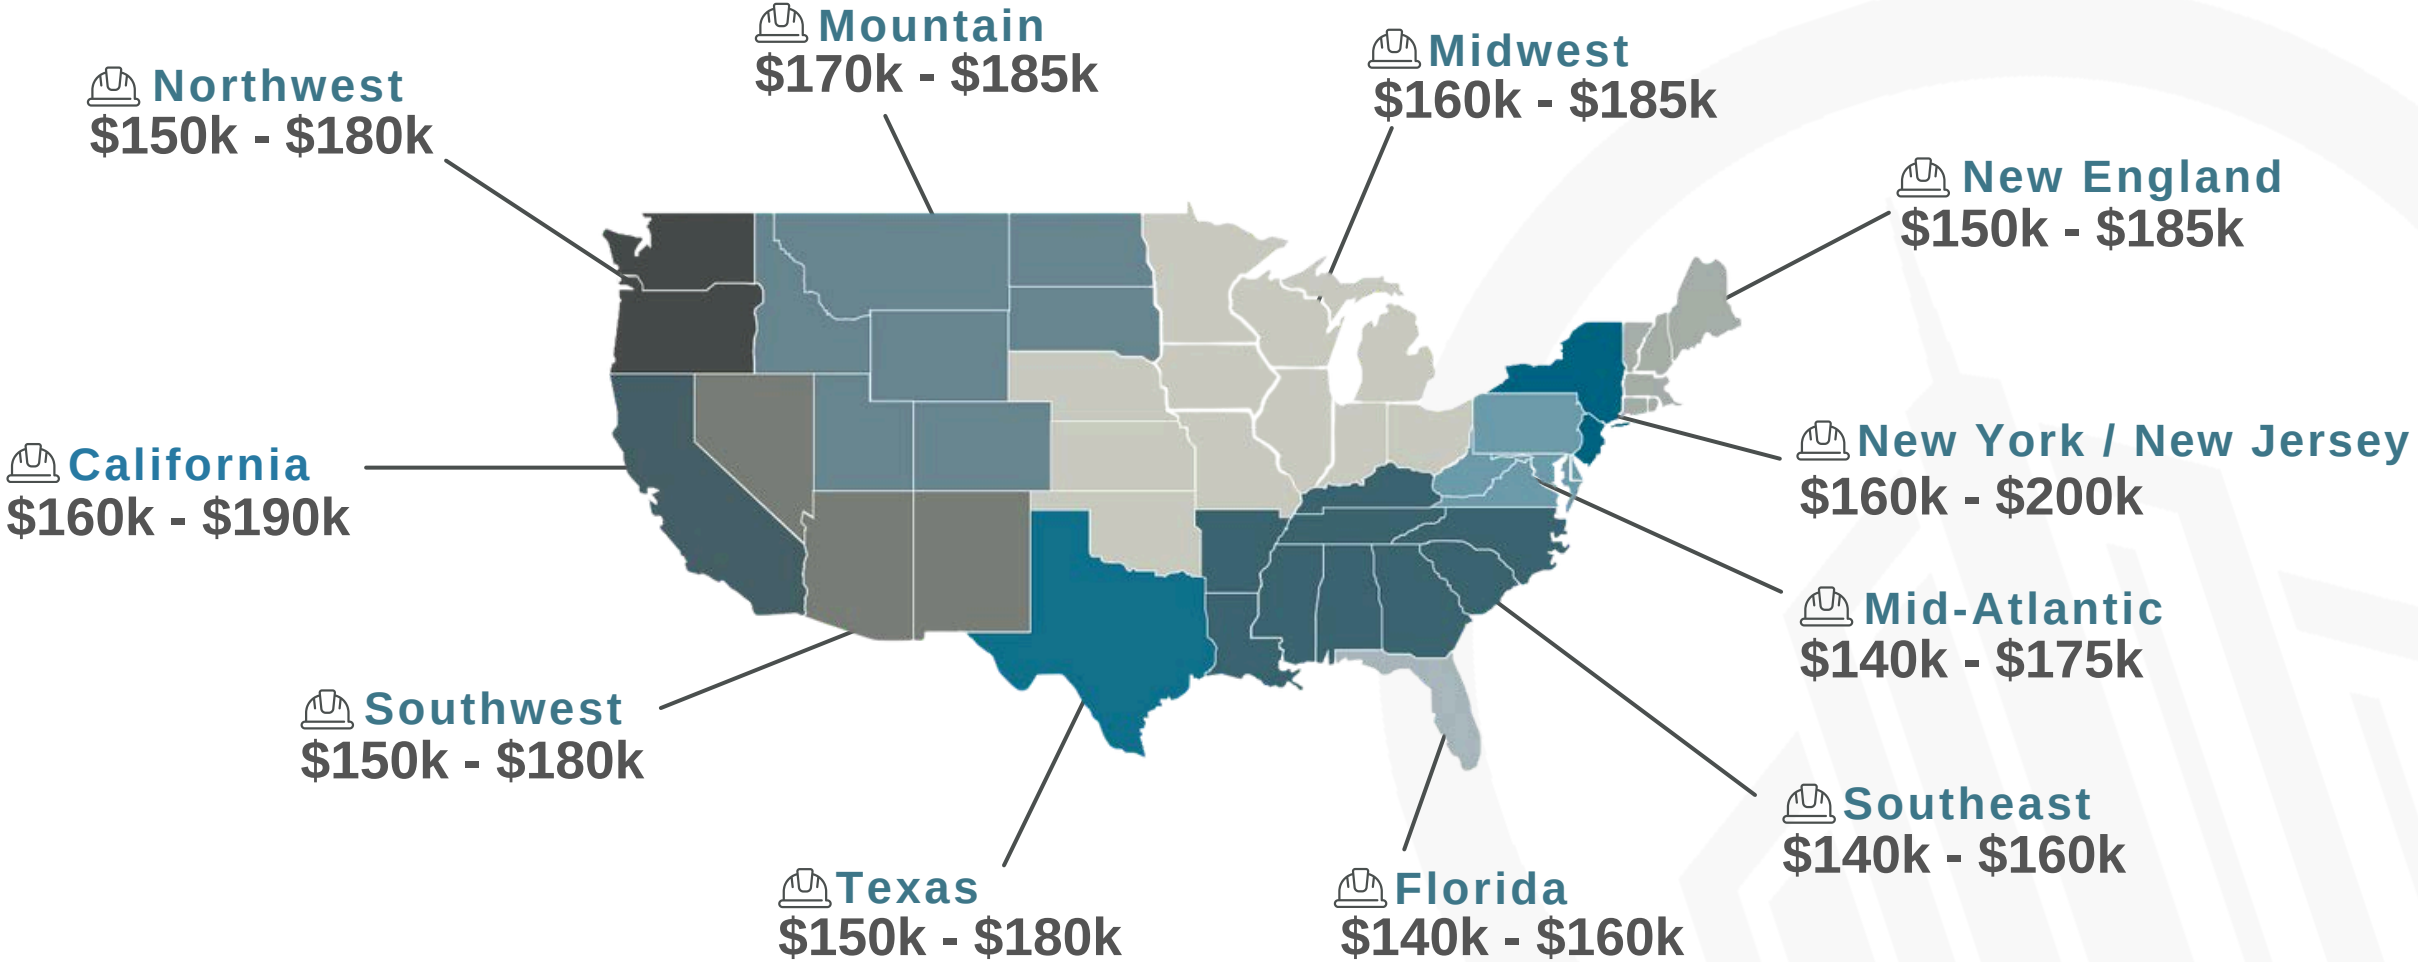 Mountain
$170k - $185k
Midwest
$160k - $185k
Northwest
$150k - $180k
New England
$150k - $185k
California
$160k - $190k
New York / New Jersey
$160k - $200k
Mid-Atlantic
$140k - $175k
Southwest
$150k - $180k
Southeast
$140k - $160k
Texas
$150k - $180k
Florida
$140k - $160k